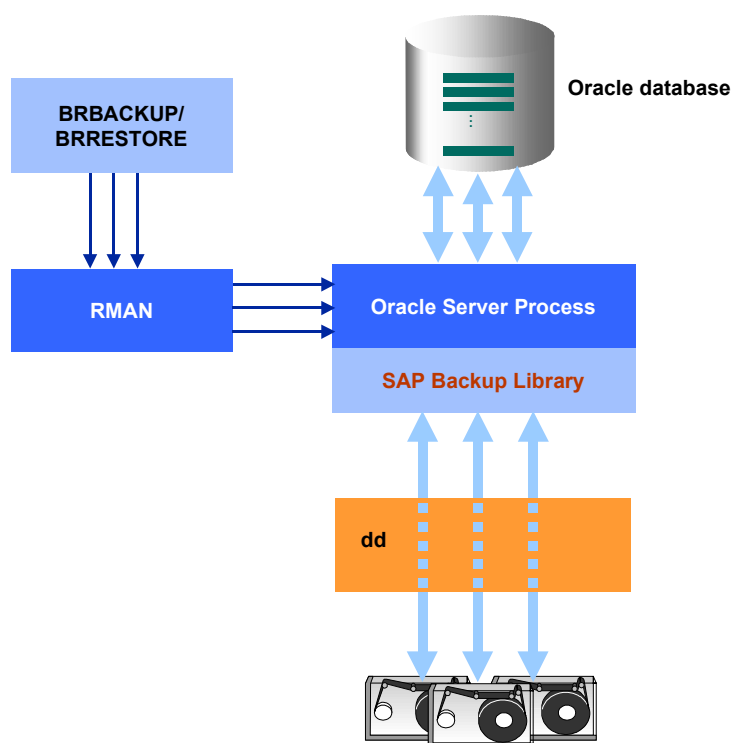 Oracle database
BRBACKUP/
BRRESTORE
RMAN
Oracle Server Process
SAP Backup Library
dd